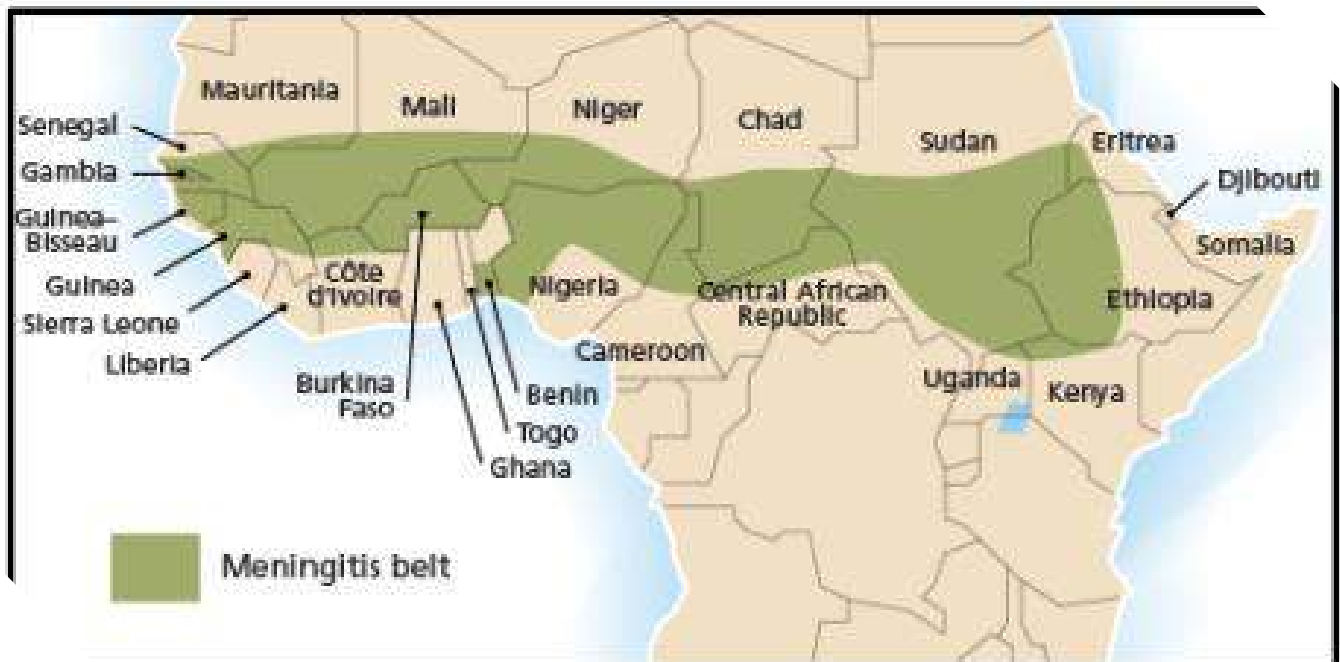 Mauritania
Mali
Niger
Chad
Sudan
Eritrea
Senegal
Gambia
Guinea–
Bisseau
Guinea
Sierra Leone
Liberia
Côte
d'Ivoire
Burkina
Faso
Benin
Togo
Ghana
Nigeria
Cameroon
Central African
Republic
Uganda
Kenya
Ethiopia
Djibouti
Somalia
Meningitis belt